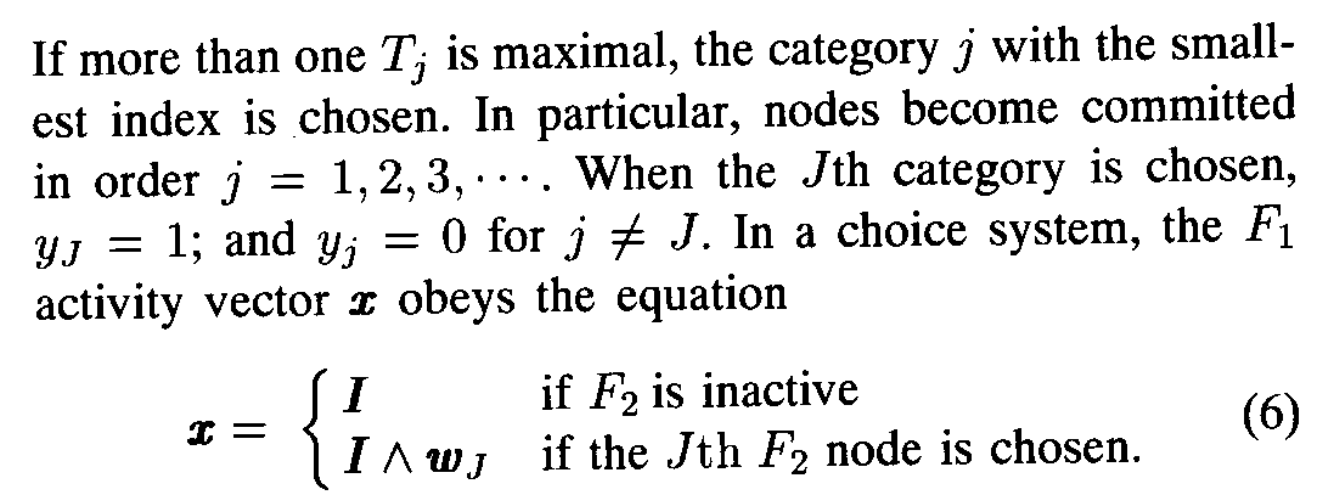 If more than one $T_j$ is maximal, the category $j$ with the small-
est index is chosen. In particular, nodes become committed
in order $j = 1, 2, 3, \cdots$. When the $J$th category is chosen,
$y_J = 1$; and $y_j = 0$ for $j \neq J$. In a choice system, the $F_1$
activity vector $\boldsymbol{x}$ obeys the equation
$\boldsymbol{x} = \begin{cases} \boldsymbol{I} & \text{if } F_2 \text{ is inactive} \\ \boldsymbol{I} \wedge \boldsymbol{w}_J & \text{if the } J\text{th } F_2 \text{ node is chosen.} \end{cases}$ (6)